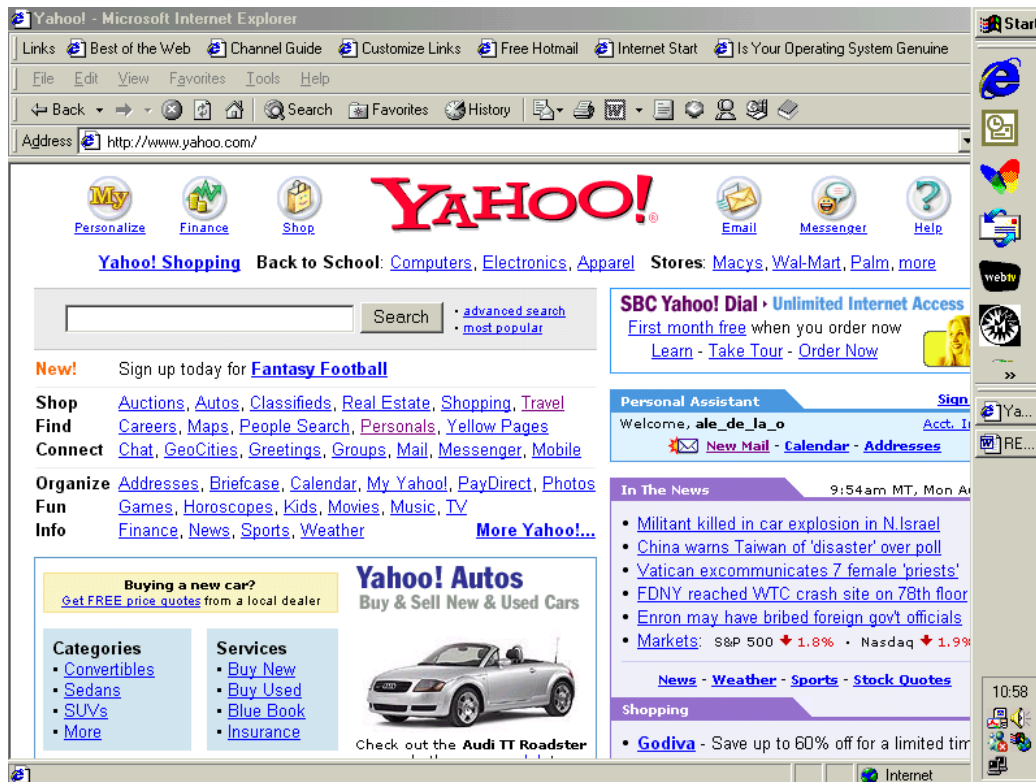 Yahoo! - Microsoft Internet Explorer
Links Best of the Web Channel Guide Customize Links Free Hotmail Internet Start Is Your Operating System Genuine
File Edit View Favorites Tools Help
Back Search Favorites History
Address http://www.yahoo.com/
My YAHOO!
Personalize Finance Shop Email Messenger Help
Yahoo! Shopping Back to School: Computers, Electronics, Apparel Stores: Macys, Wal-Mart, Palm, more
Search · advanced search
· most popular
SBC Yahoo! Dial · Unlimited Internet Access
First month free when you order now
Learn - Take Tour - Order Now
New! Sign up today for Fantasy Football
Shop Auctions, Autos, Classifieds, Real Estate, Shopping, Travel
Find Careers, Maps, People Search, Personals, Yellow Pages
Connect Chat, GeoCities, Greetings, Groups, Mail, Messenger, Mobile
Organize Addresses, Briefcase, Calendar, My Yahoo!, PayDirect, Photos
Fun Games, Horoscopes, Kids, Movies, Music, TV
Info Finance, News, Sports, Weather More Yahoo!...
Personal Assistant Sign
Welcome, ale_de_la_o Acct.
New Mail - Calendar - Addresses
In The News 9:54am MT, Mon
• Militant killed in car explosion in N.Israel
• China warns Taiwan of 'disaster' over poll
• Vatican excommunicates 7 female 'priests'
• FDNY reached WTC crash site on 78th floor
• Enron may have bribed foreign gov't officials
• Markets: S&P 500 1.8% · Nasdaq 1.9%
News - Weather - Sports - Stock Quotes
Shopping
• Godiva - Save up to 60% off for a limited
Buying a new car?
Get FREE price quotes from a local dealer
Yahoo! Autos
Buy & Sell New & Used Cars
Categories
• Convertibles
• Sedans
• SUVs
• More
Services
• Buy New
• Buy Used
• Blue Book
• Insurance
Check out the Audi TT Roadster
Internet
Start
webtv
»
Ya...
RE...
10:58